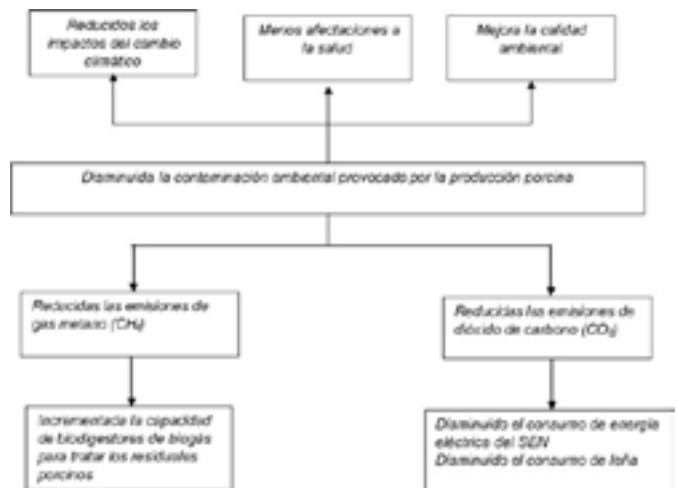 Reducidos los
impactos del cambio
climático
Menos afectaciones a
la salud
Mejora la calidad
ambiental
Disminuida la contaminación ambiental provocado por la producción porcina
Reducidas las emisiones de
gas metano (CH₄)
Reducidas las emisiones de
dióxido de carbono (CO₂)
Incrementada la capacidad
de biodigestores de biogás
para tratar los residuales
porcinos
Disminuido el consumo de energía
eléctrica del SEN
Disminuido el consumo de leña